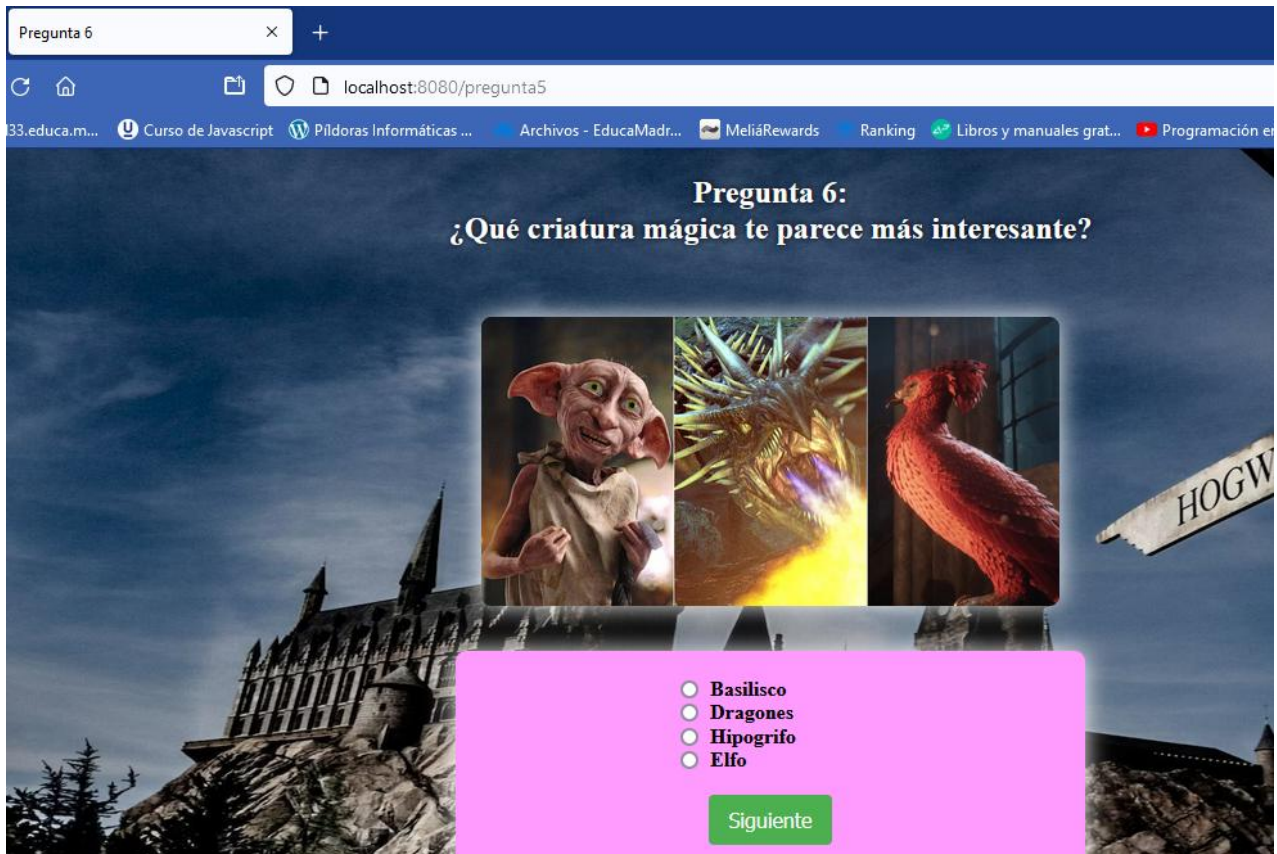 Pregunta 6
localhost:8080/pregunta5
133.educa.m... Curso de Javascript Píldoras Informáticas ... Archivos - EducaMadr... MeliáRewards Ranking Libros y manuales grat... Programación en
Pregunta 6:
¿Qué criatura mágica te parece más interesante?
HOGW
Basilisco
Dragones
Hipogrifo
Elfo
Siguiente